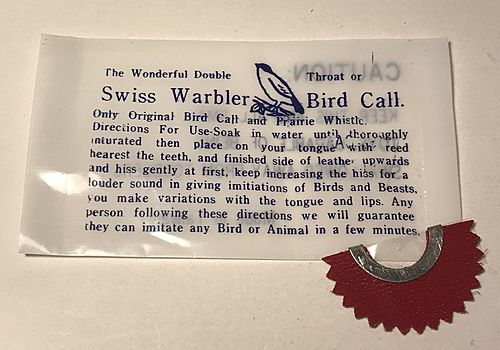 The Wonderful Double Throat or
Swiss Warbler Bird Call.
Only Original Bird Call and Prairie Whistle.
Directions For Use-Soak in water until thoroughly
saturated then place on your tongue with reed
nearest the teeth, and finished side of leather upwards
and hiss gently at first, keep increasing the hiss for a
louder sound in giving imitiations of Birds and Beasts,
you make variations with the tongue and lips. Any
person following these directions we will guarantee
they can imitate any Bird or Animal in a few minutes.
CAUTION: